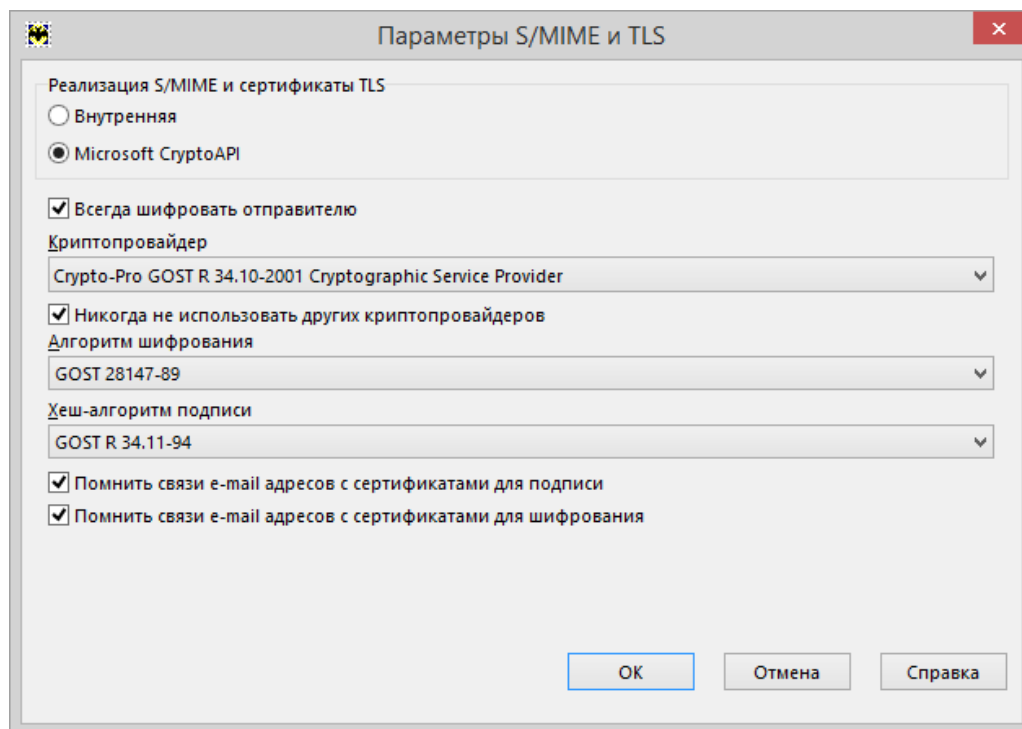 Параметры S/MIME и TLS
Реализация S/MIME и сертификаты TLS
Внутренняя
Microsoft CryptoAPI
Всегда шифровать отправителю
Криптопровайдер
Crypto-Pro GOST R 34.10-2001 Cryptographic Service Provider
Никогда не использовать других криптопровайдеров
Алгоритм шифрования
GOST 28147-89
Хеш-алгоритм подписи
GOST R 34.11-94
Помнить связи e-mail адресов с сертификатами для подписи
Помнить связи e-mail адресов с сертификатами для шифрования
OK Отмена Справка